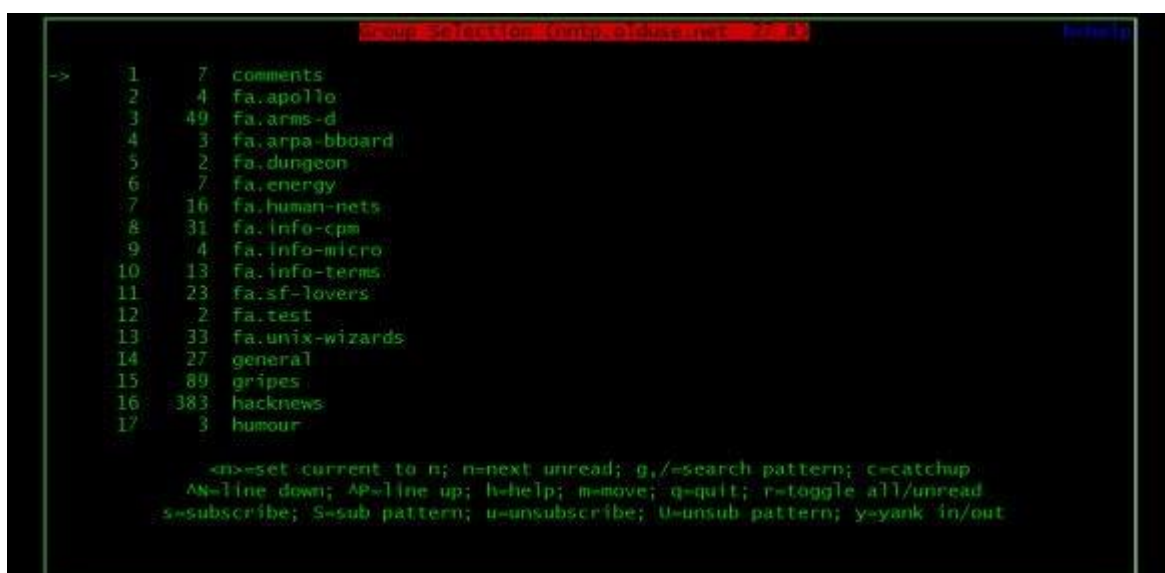 Group Selection (nntp.olduse.net 27 R) h=help
-> 1 7 comments
2 4 fa.apollo
3 49 fa.arms-d
4 3 fa.arpa-bboard
5 2 fa.dungeon
6 7 fa.energy
7 16 fa.human-nets
8 31 fa.info-cpm
9 4 fa.info-micro
10 13 fa.info-terms
11 23 fa.sf-lovers
12 2 fa.test
13 33 fa.unix-wizards
14 27 general
15 89 gripes
16 383 hacknews
17 3 humour
<n>=set current to n; n=next unread; g,/=search pattern; c=catchup
^N=line down; ^P=line up; h=help; m=move; q=quit; r=toggle all/unread
s=subscribe; S=sub pattern; u=unsubscribe; U=unsub pattern; y=yank in/out